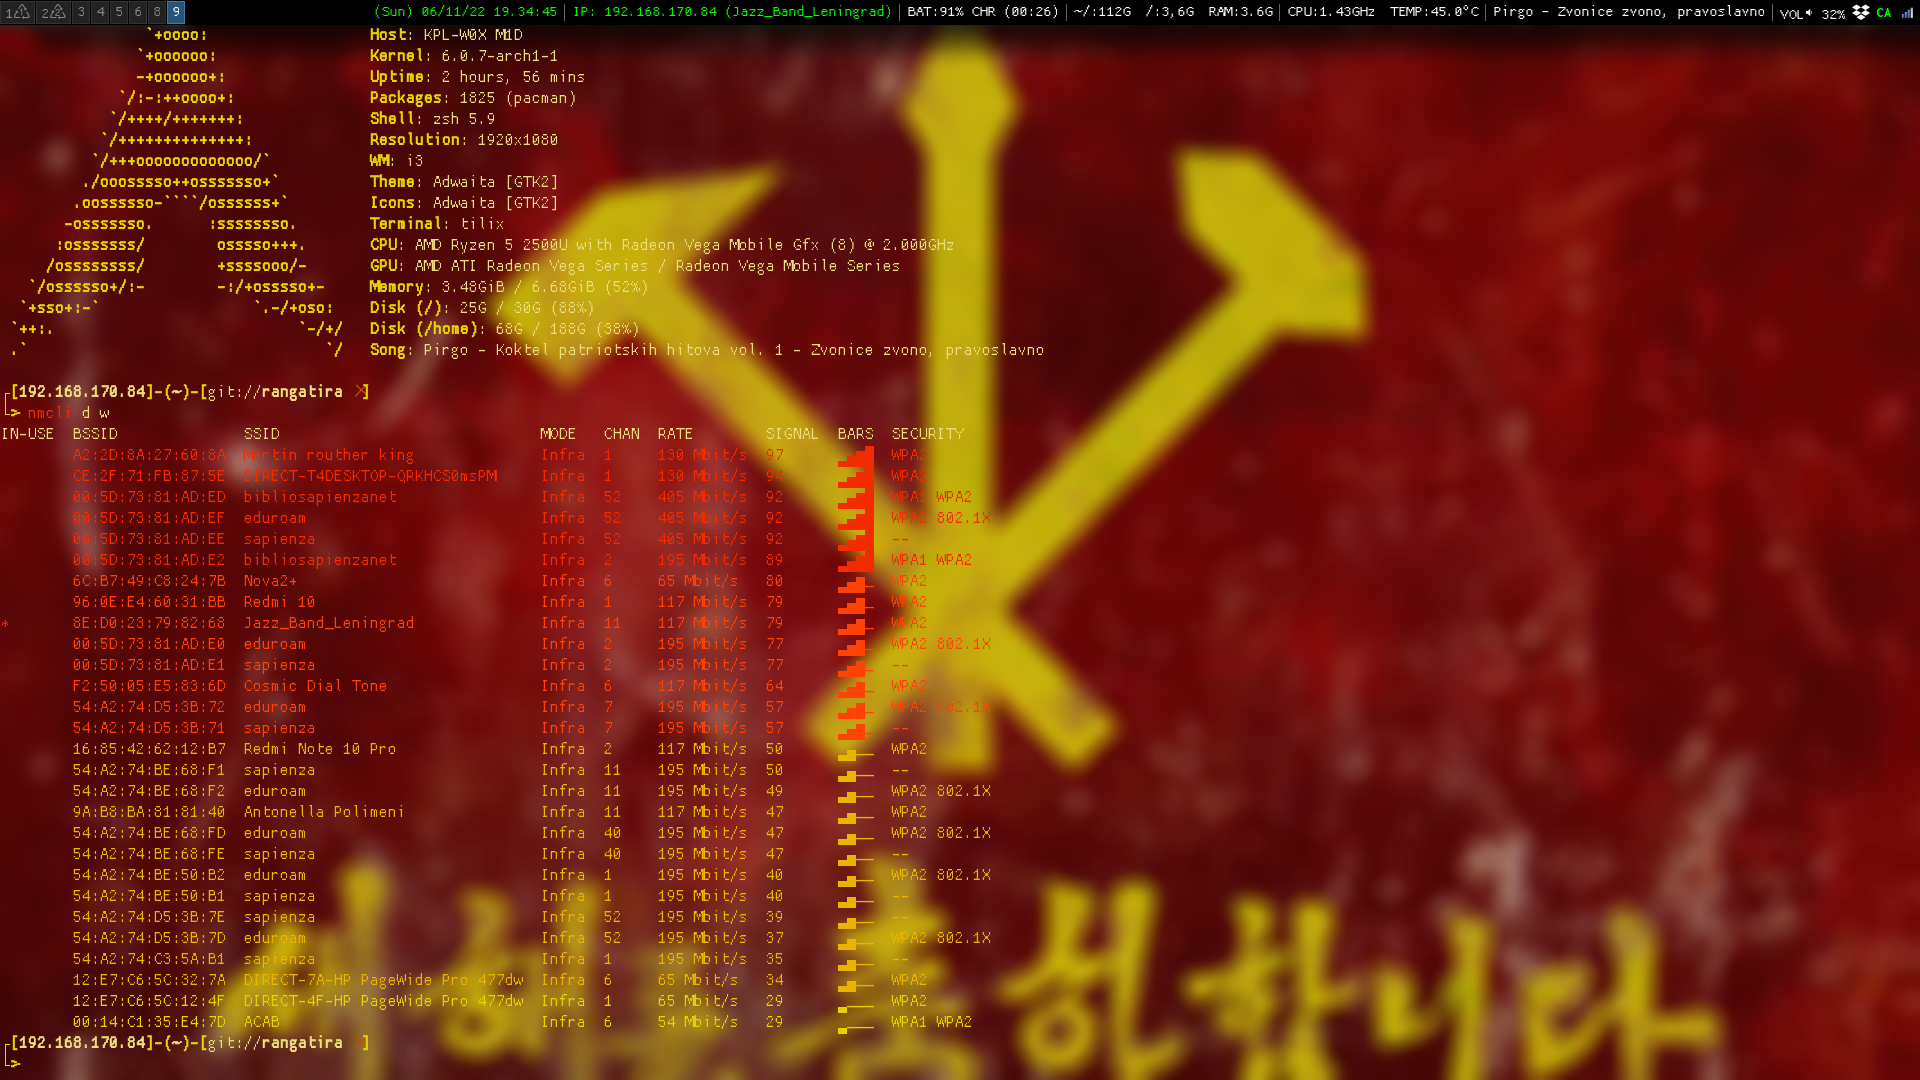 1 2 3 4 5 6 8 9 (Sun) 06/11/22 19.34:45 | IP: 192.168.170.84 (Jazz_Band_Leningrad) | BAT:91% CHR (00:26) | ~/:112G /:3,6G RAM:3.6G | CPU:1.43GHz TEMP:45.0°C | Pirgo - Zvonice zvono, pravoslavno | VOL 32% CA
`+oooo: Host: KPL-W0X M1D
`+oooooo: Kernel: 6.0.7-arch1-1
-+oooooo+: Uptime: 2 hours, 56 mins
`/:-:++oooo+: Packages: 1825 (pacman)
`/++++/+++++++: Shell: zsh 5.9
`/++++++++++++++: Resolution: 1920x1080
`/+++ooooooooooooo/` WM: i3
./ooosssso++osssssso+` Theme: Adwaita [GTK2]
.oossssso-````/ossssss+` Icons: Adwaita [GTK2]
-osssssso. :ssssssso. Terminal: tilix
:osssssss/ osssso+++. CPU: AMD Ryzen 5 2500U with Radeon Vega Mobile Gfx (8) @ 2.000GHz
/ossssssss/ +ssssooo/- GPU: AMD ATI Radeon Vega Series / Radeon Vega Mobile Series
`/ossssso+/:- -:/+osssso+- Memory: 3.48GiB / 6.68GiB (52%)
`+sso+:-` `.-/+oso: Disk (/): 25G / 30G (88%)
`++:. `-/+/ Disk (/home): 68G / 188G (38%)
.` `/ Song: Pirgo - Koktel patriotskih hitova vol. 1 - Zvonice zvono, pravoslavno
┌[192.168.170.84]-(~)-[git://rangatira ✗]
└> nmcli d w
IN-USE BSSID SSID MODE CHAN RATE SIGNAL BARS SECURITY
A2:2D:8A:27:60:8A Martin routher king Infra 1 130 Mbit/s 97 ▂▄▆█ WPA2
CE:2F:71:FB:87:5E DIRECT-T4DESKTOP-QRKHCS0msPM Infra 1 130 Mbit/s 94 ▂▄▆█ WPA2
00:5D:73:81:AD:ED bibliosapienzanet Infra 52 405 Mbit/s 92 ▂▄▆█ WPA1 WPA2
00:5D:73:81:AD:EF eduroam Infra 52 405 Mbit/s 92 ▂▄▆█ WPA2 802.1X
00:5D:73:81:AD:EE sapienza Infra 52 405 Mbit/s 92 ▂▄▆█ --
00:5D:73:81:AD:E2 bibliosapienzanet Infra 2 195 Mbit/s 89 ▂▄▆█ WPA1 WPA2
6C:B7:49:C8:24:7B Nova2+ Infra 6 65 Mbit/s 80 ▂▄▆_ WPA2
96:0E:E4:60:31:BB Redmi 10 Infra 1 117 Mbit/s 79 ▂▄▆_ WPA2
* 8E:D0:23:79:82:68 Jazz_Band_Leningrad Infra 11 117 Mbit/s 79 ▂▄▆_ WPA2
00:5D:73:81:AD:E0 eduroam Infra 2 195 Mbit/s 77 ▂▄▆_ WPA2 802.1X
00:5D:73:81:AD:E1 sapienza Infra 2 195 Mbit/s 77 ▂▄▆_ --
F2:50:05:E5:83:6D Cosmic Dial Tone Infra 6 117 Mbit/s 64 ▂▄▆_ WPA2
54:A2:74:D5:3B:72 eduroam Infra 7 195 Mbit/s 57 ▂▄▆_ WPA2 802.1X
54:A2:74:D5:3B:71 sapienza Infra 7 195 Mbit/s 57 ▂▄▆_ --
16:85:42:62:12:B7 Redmi Note 10 Pro Infra 2 117 Mbit/s 50 ▂▄__ WPA2
54:A2:74:BE:68:F1 sapienza Infra 11 195 Mbit/s 50 ▂▄__ --
54:A2:74:BE:68:F2 eduroam Infra 11 195 Mbit/s 49 ▂▄__ WPA2 802.1X
9A:B8:BA:81:81:40 Antonella Polimeni Infra 11 117 Mbit/s 47 ▂▄__ WPA2
54:A2:74:BE:68:FD eduroam Infra 40 195 Mbit/s 47 ▂▄__ WPA2 802.1X
54:A2:74:BE:68:FE sapienza Infra 40 195 Mbit/s 47 ▂▄__ --
54:A2:74:BE:50:B2 eduroam Infra 1 195 Mbit/s 40 ▂▄__ WPA2 802.1X
54:A2:74:BE:50:B1 sapienza Infra 1 195 Mbit/s 40 ▂▄__ --
54:A2:74:D5:3B:7E sapienza Infra 52 195 Mbit/s 39 ▂▄__ --
54:A2:74:D5:3B:7D eduroam Infra 52 195 Mbit/s 37 ▂▄__ WPA2 802.1X
54:A2:74:C3:5A:B1 sapienza Infra 1 195 Mbit/s 35 ▂▄__ --
12:E7:C6:5C:32:7A DIRECT-7A-HP PageWide Pro 477dw Infra 6 65 Mbit/s 34 ▂▄__ WPA2
12:E7:C6:5C:12:4F DIRECT-4F-HP PageWide Pro 477dw Infra 1 65 Mbit/s 29 ▂___ WPA2
00:14:C1:35:E4:7D ACAB Infra 6 54 Mbit/s 29 ▂___ WPA1 WPA2
┌[192.168.170.84]-(~)-[git://rangatira ✗]
└>
합니다